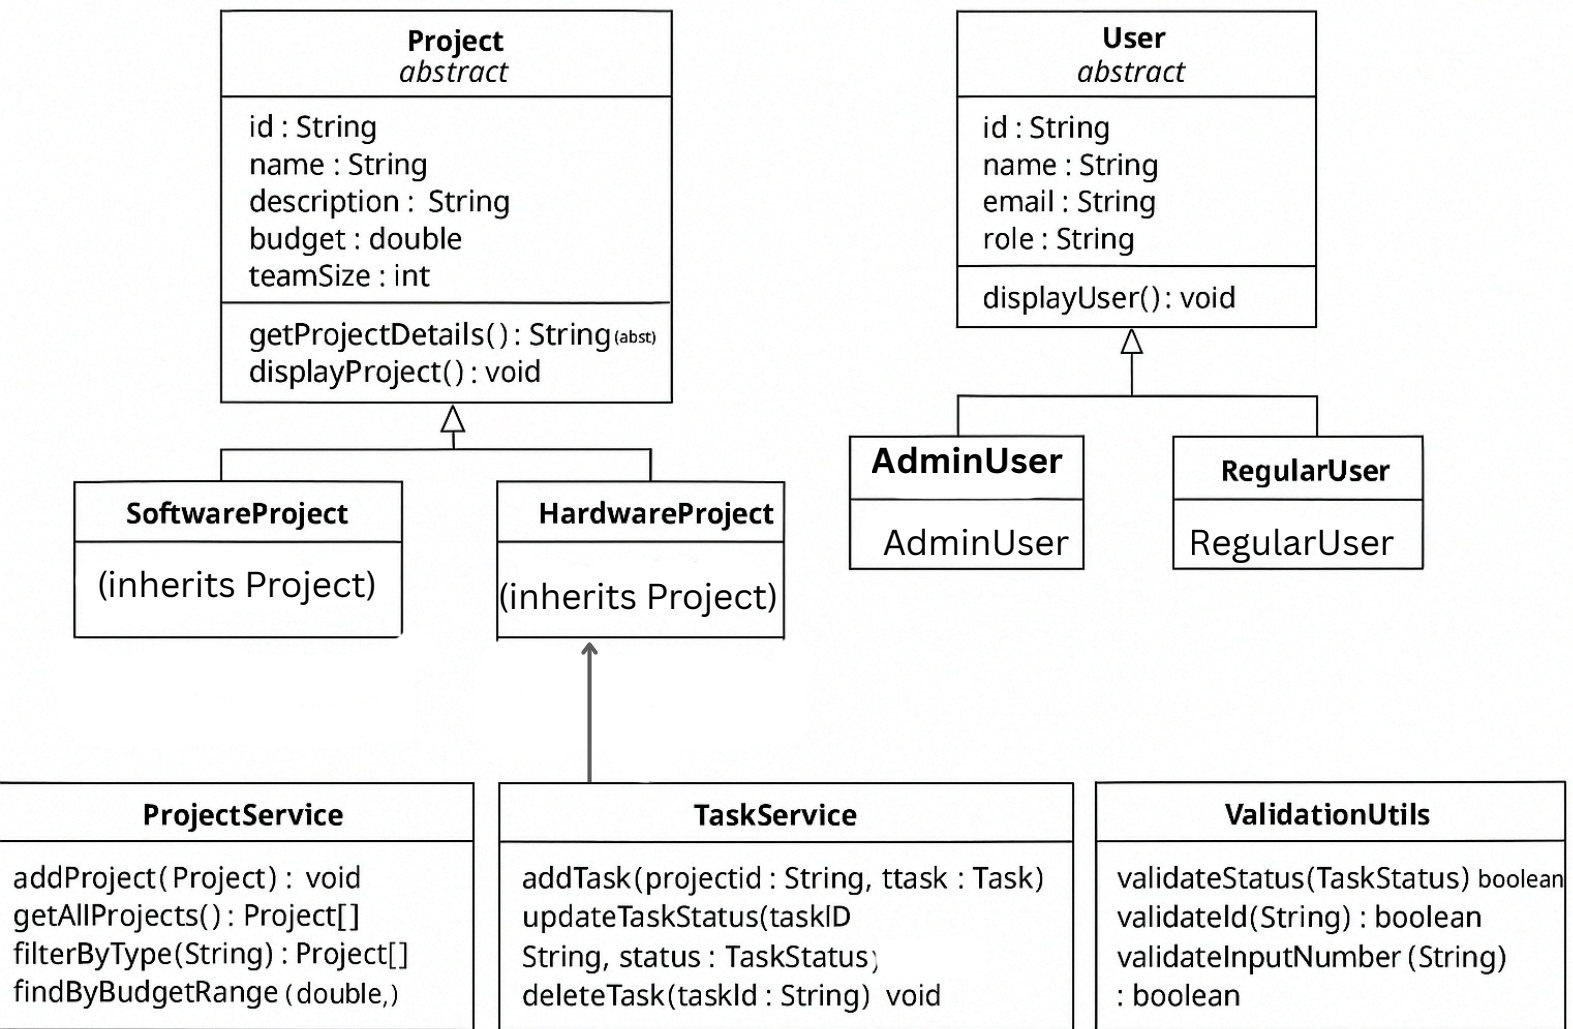 Project
abstract
id : String
name : String
description : String
budget : double
teamSize : int
getProjectDetails() : String (abst)
displayProject() : void
User
abstract
id : String
name : String
email : String
role : String
displayUser() : void
SoftwareProject
(inherits Project)
HardwareProject
(inherits Project)
AdminUser
AdminUser
RegularUser
RegularUser
ProjectService
addProject(Project) : void
getAllProjects() : Project[]
filterByType(String) : Project[]
findByBudgetRange (double,)
TaskService
addTask(projectid : String, ttask : Task)
updateTaskStatus(taskID
String, status : TaskStatus)
deleteTask(taskId : String) void
ValidationUtils
validateStatus(TaskStatus) boolean
validateId(String) : boolean
validateInputNumber (String)
: boolean